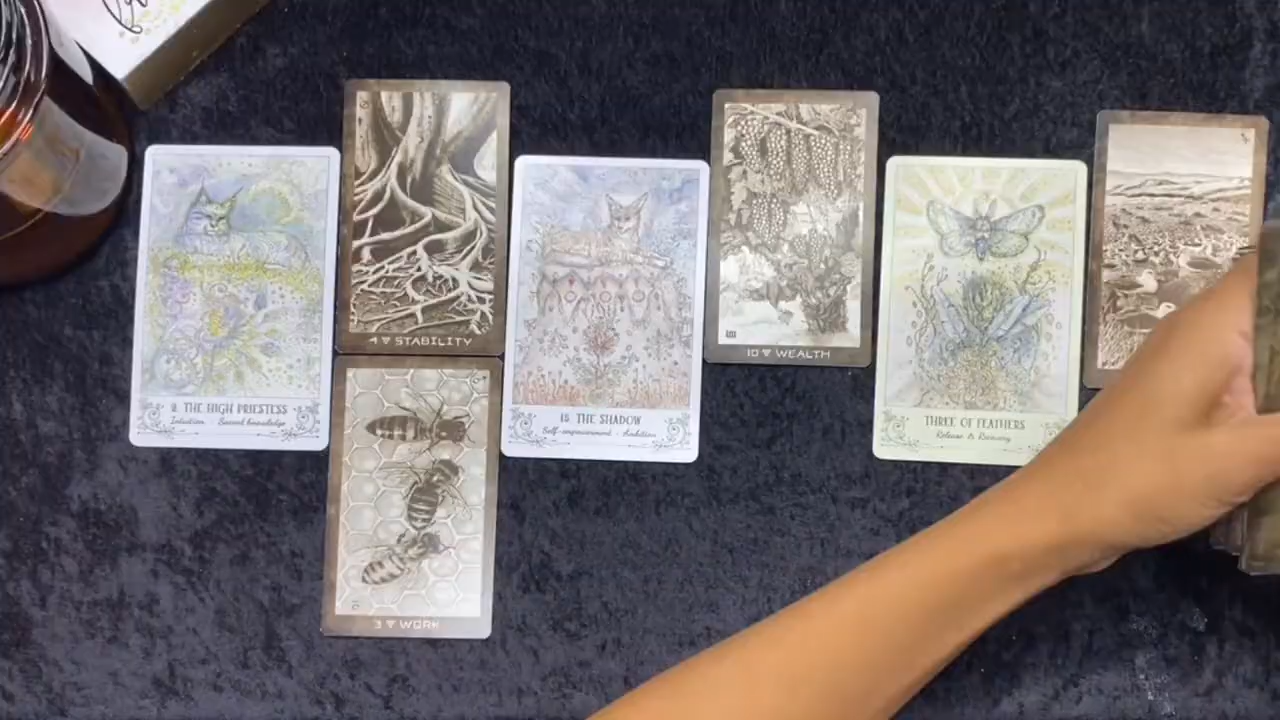 II. THE HIGH PRIESTESS
Intuition Sacred knowledge
4 STABILITY
3 WORK
15 THE SHADOW
Self-empowerment · Ambition
10 WEALTH
THREE OF FEATHERS
Release & Recovery